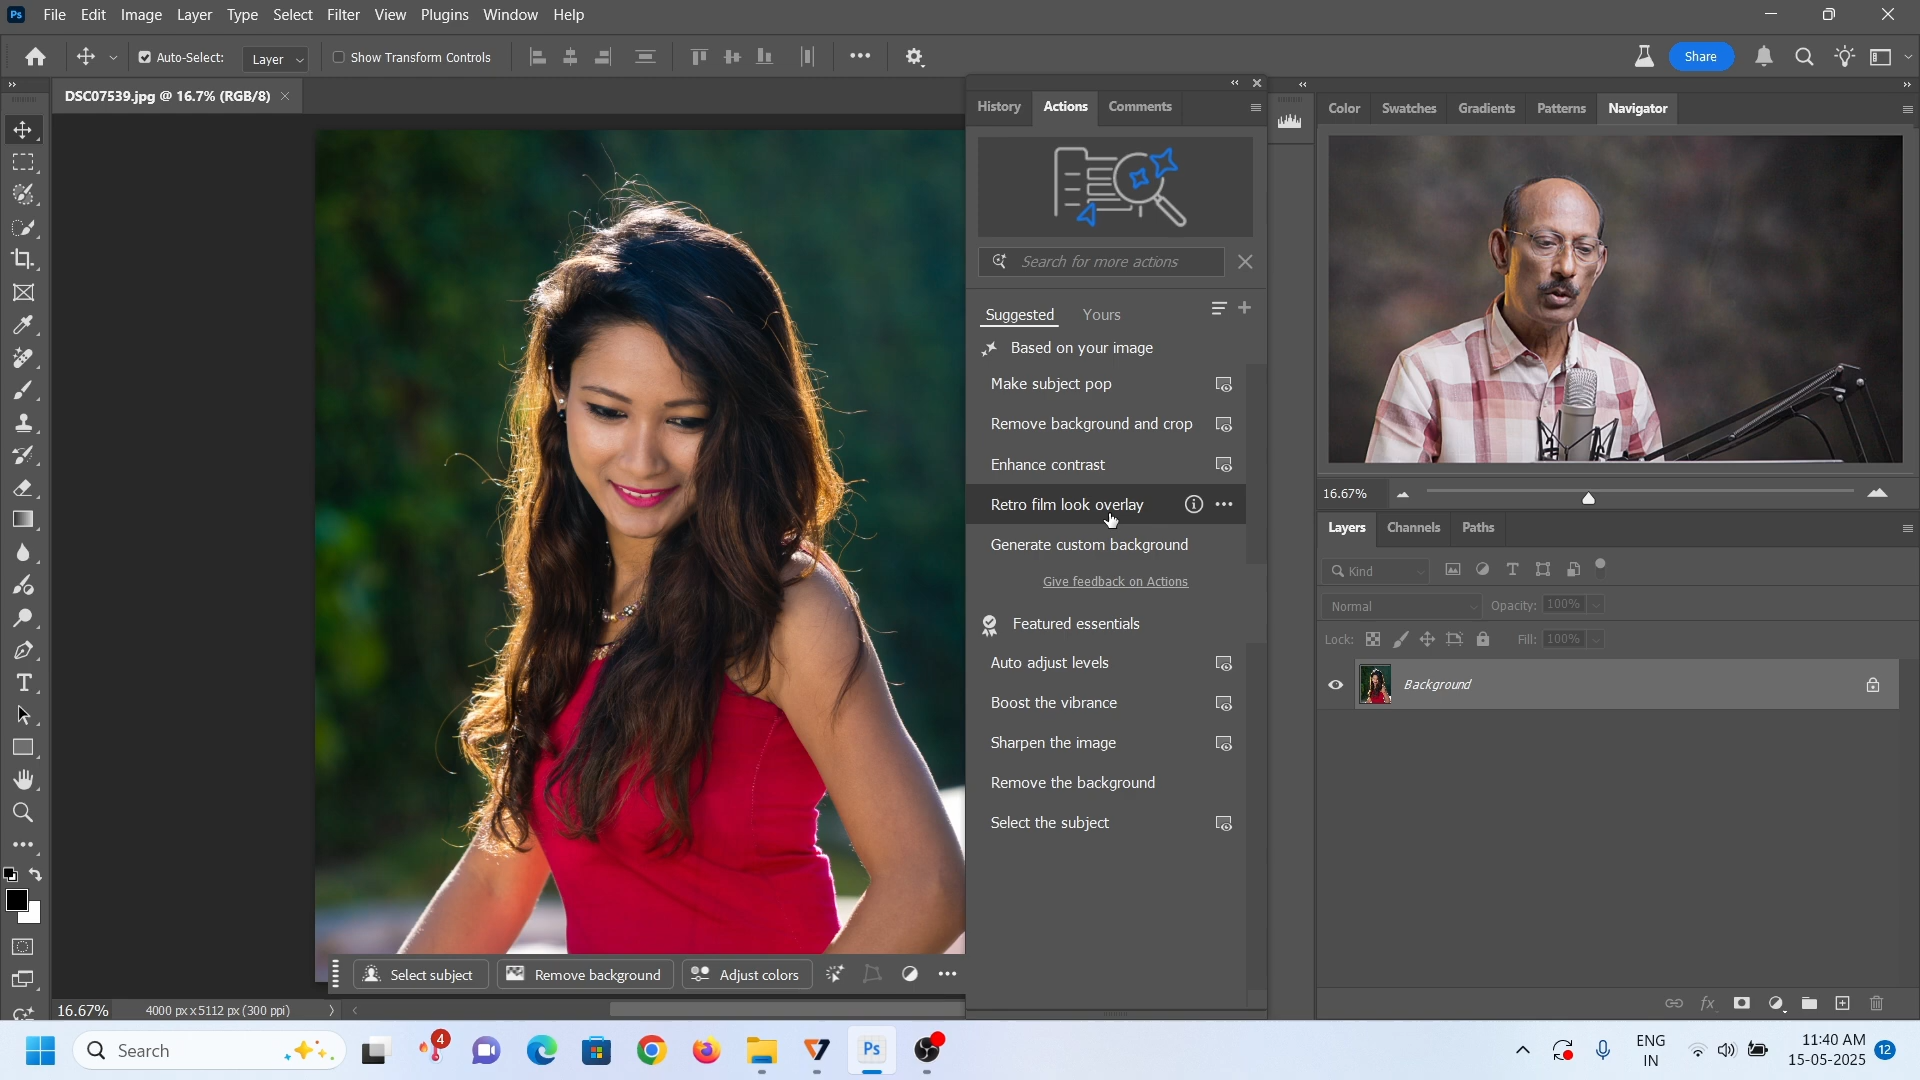 Ps File Edit Image Layer Type Select Filter View Plugins Window Help
Auto-Select: Layer Show Transform Controls Share
DSC07539.jpg @ 16.7% (RGB/8)
History Actions Comments
Search for more actions
Suggested Yours
Based on your image
Make subject pop
Remove background and crop
Enhance contrast
Retro film look overlay
Generate custom background
Give feedback on Actions
Featured essentials
Auto adjust levels
Boost the vibrance
Sharpen the image
Remove the background
Select the subject
Color Swatches Gradients Patterns Navigator
16.67%
Layers Channels Paths
Kind
Normal Opacity: 100%
Lock: Fill: 100%
Background
fx
Select subject Remove background Adjust colors
16.67% 4000 px x 5112 px (300 ppi)
Search
4
Ps
ENG
IN
11:40 AM
15-05-2025
12